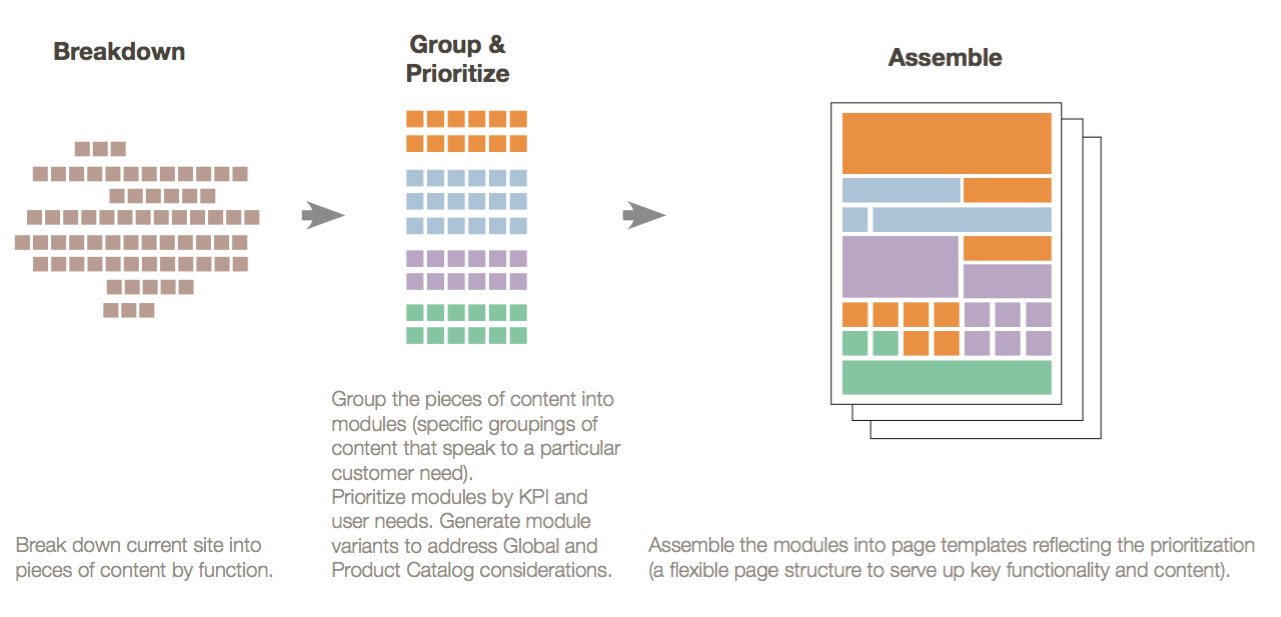 Breakdown
Group &
Prioritize
Assemble
Group the pieces of content into
modules (specific groupings of
content that speak to a particular
customer need).
Prioritize modules by KPI and
user needs. Generate module
variants to address Global and
Product Catalog considerations.
Break down current site into
pieces of content by function.
Assemble the modules into page templates reflecting the prioritization
(a flexible page structure to serve up key functionality and content).